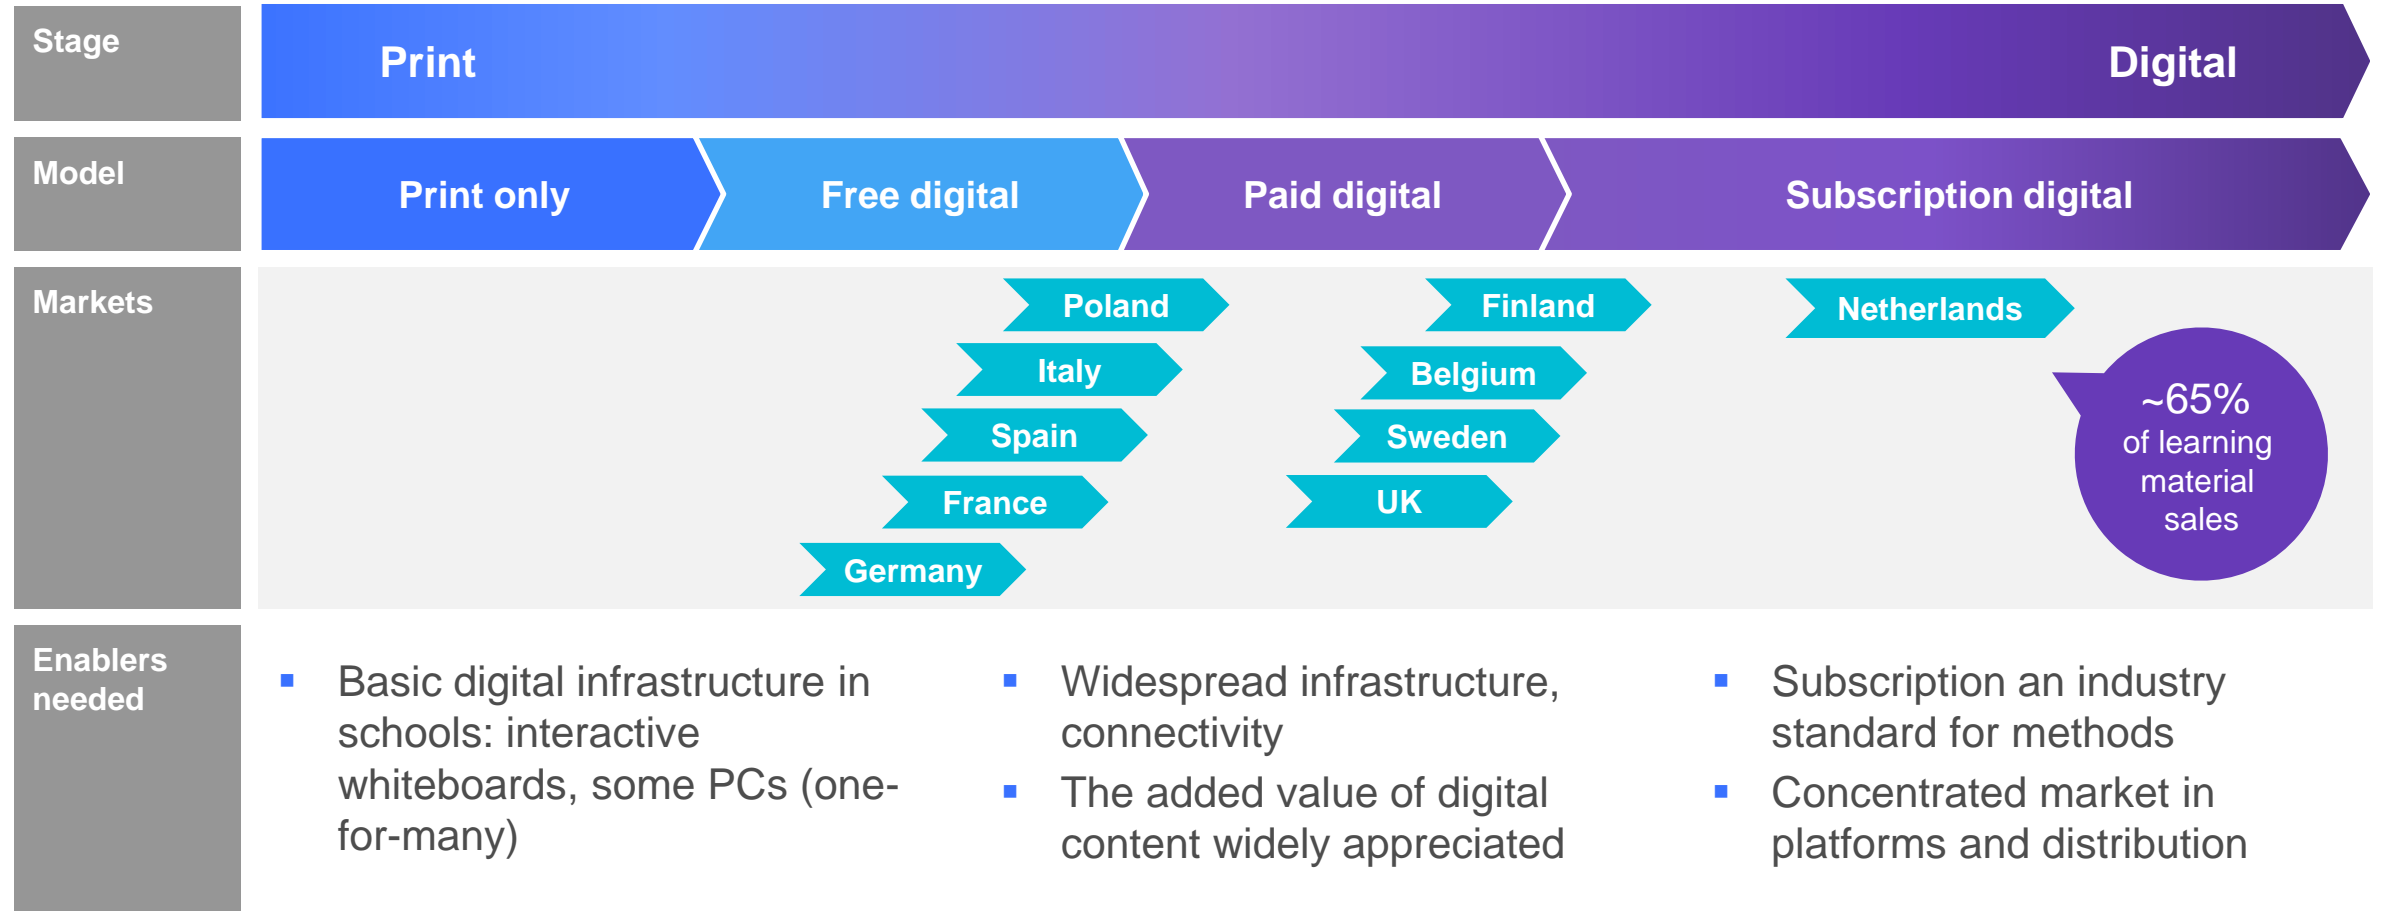 Stage
Print
Digital
Model
Print only
Free digital
Paid digital
Subscription digital
Markets
Poland
Finland
Netherlands
Italy
Belgium
Spain
Sweden
France
UK
Germany
~65%
of learning
material
sales
Enablers
needed
Basic digital infrastructure in
schools: interactive
whiteboards, some PCs (one-
for-many)
Widespread infrastructure,
connectivity
The added value of digital
content widely appreciated
Subscription an industry
standard for methods
Concentrated market in
platforms and distribution